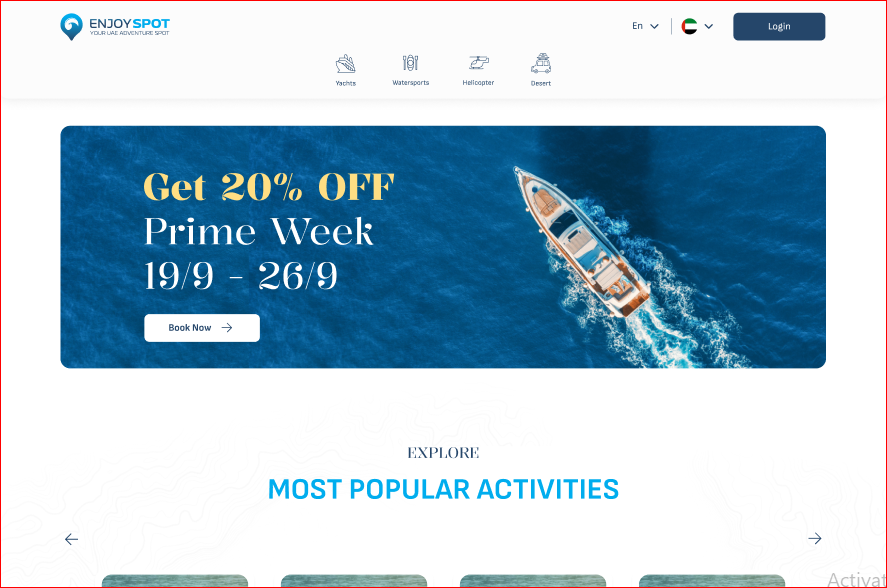 ENJOYSPOT
YOUR UAE ADVENTURE SPOT
En
Login
Yachts
Watersports
Helicopter
Desert
Get 20% OFF
Prime Week
19/9 - 26/9
Book Now
EXPLORE
MOST POPULAR ACTIVITIES